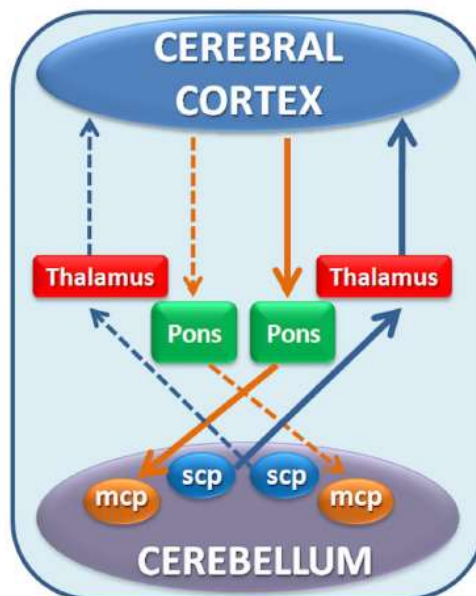 CEREBRAL
CORTEX
Thalamus
Thalamus
Pons
Pons
scp
scp
mcp
mcp
CEREBELLUM